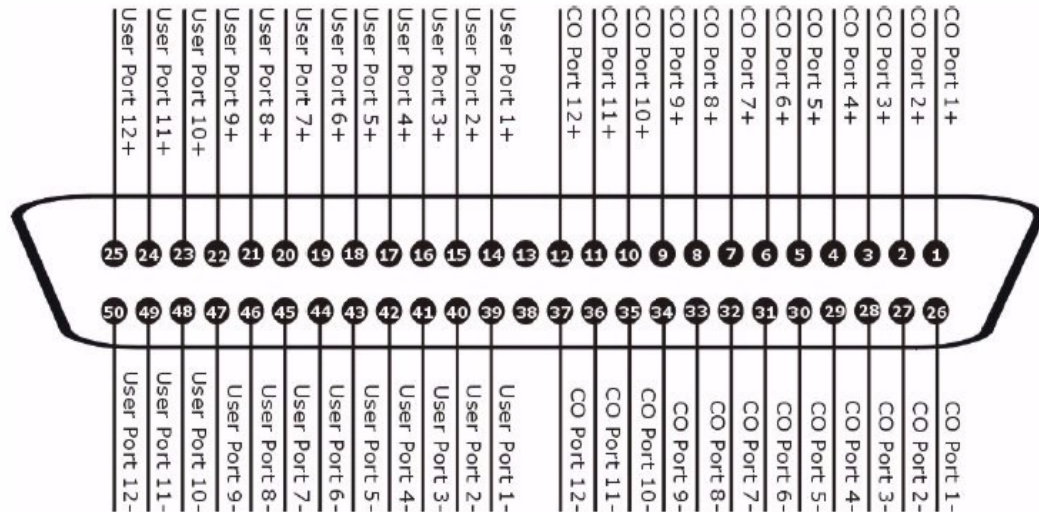 User Port 12+
User Port 11+
User Port 10+
User Port 9+
User Port 8+
User Port 7+
User Port 6+
User Port 5+
User Port 4+
User Port 3+
User Port 2+
User Port 1+
CO Port 12+
CO Port 11+
CO Port 10+
CO Port 9+
CO Port 8+
CO Port 7+
CO Port 6+
CO Port 5+
CO Port 4+
CO Port 3+
CO Port 2+
CO Port 1+
25 24 23 22 21 20 19 18 17 16 15 14 13 12 11 10 9 8 7 6 5 4 3 2 1
50 49 48 47 46 45 44 43 42 41 40 39 38 37 36 35 34 33 32 31 30 29 28 27 26
User Port 12-
User Port 11-
User Port 10-
User Port 9-
User Port 8-
User Port 7-
User Port 6-
User Port 5-
User Port 4-
User Port 3-
User Port 2-
User Port 1-
CO Port 12-
CO Port 11-
CO Port 10-
CO Port 9-
CO Port 8-
CO Port 7-
CO Port 6-
CO Port 5-
CO Port 4-
CO Port 3-
CO Port 2-
CO Port 1-